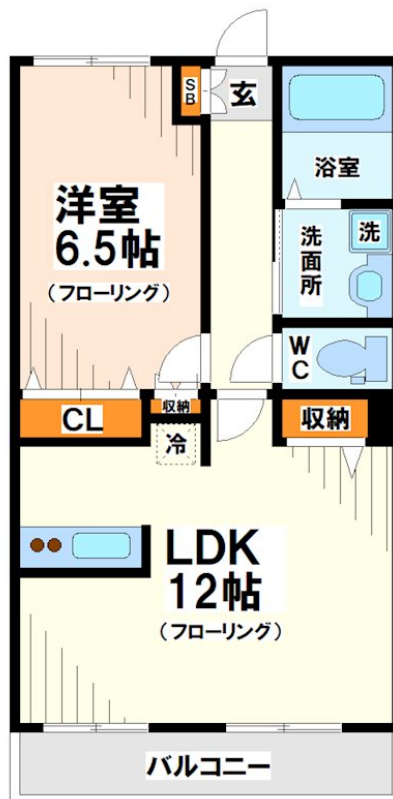 SB
玄
浴室
洋室
6.5帖
(フローリング)
洗面所
洗
WC
CL
収納
収納
冷
LDK
12帖
(フローリング)
バルコニー